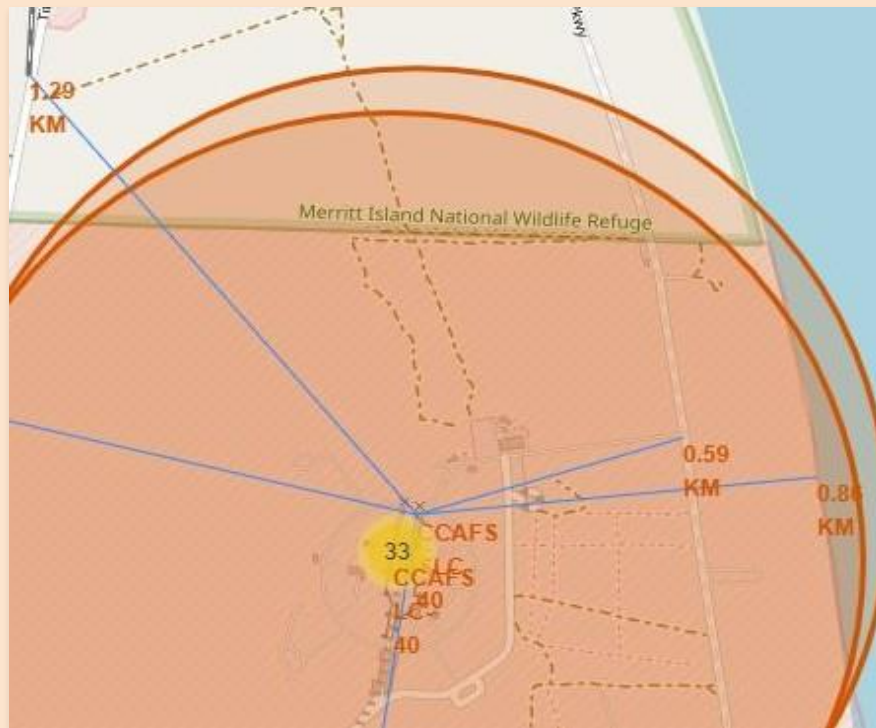 1.29
KM
Merritt Island National Wildlife Refuge
0.59
KM
0.86
KM
CCAFS
33
LC
CCAFS
40
LC-
40